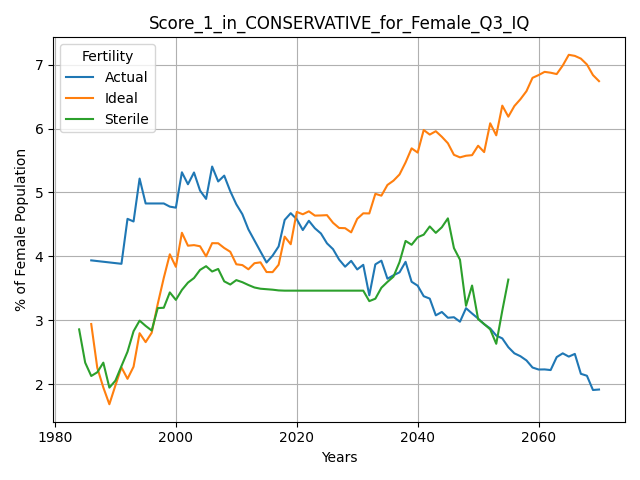 Score_1_in_CONSERVATIVE_for_Female_Q3_IQ
Fertility
Actual
Ideal
Sterile
% of Female Population
7
6
5
4
3
2
1980
2000
2020
2040
2060
Years